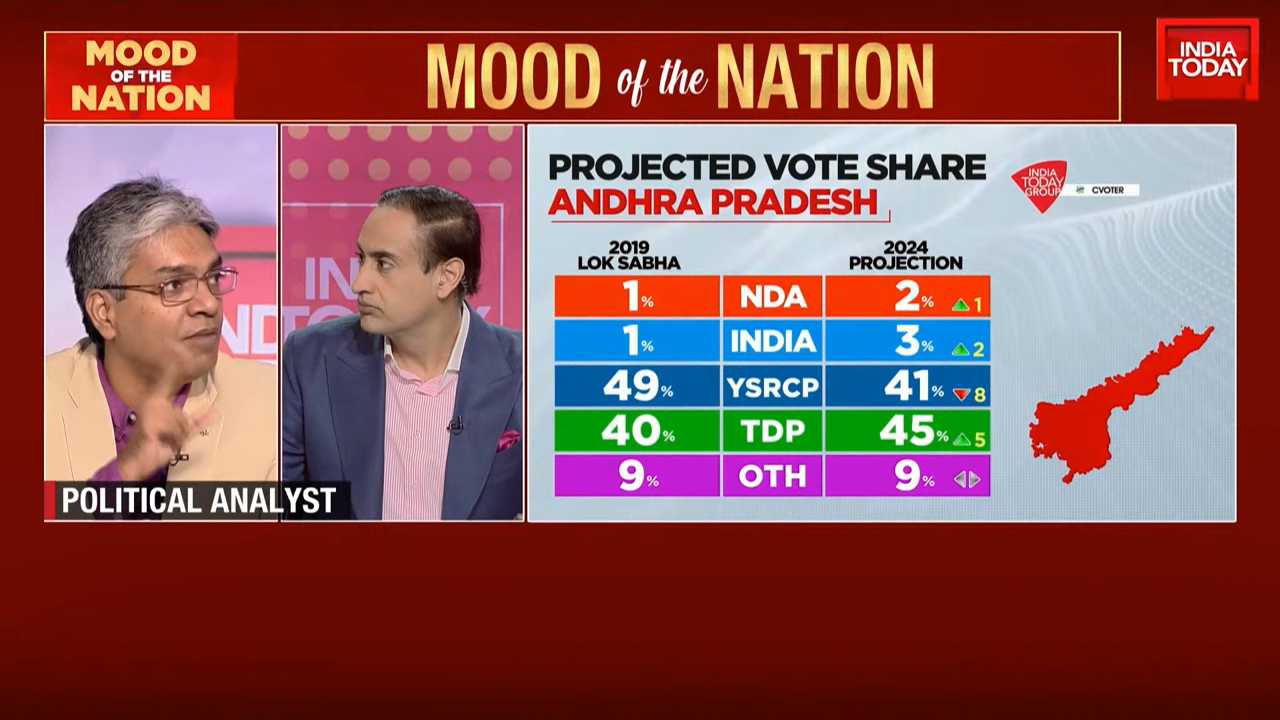 MOOD
OF THE
NATION
MOOD of the NATION
INDIA
TODAY
IN
ND
POLITICAL ANALYST
PROJECTED VOTE SHARE
ANDHRA PRADESH
INDIA
TODAY
GROUP
CVOTER
2019
LOK SABHA
2024
PROJECTION
1% NDA 2% 1
1% INDIA 3% 2
49% YSRCP 41% 8
40% TDP 45% 5
9% OTH 9%